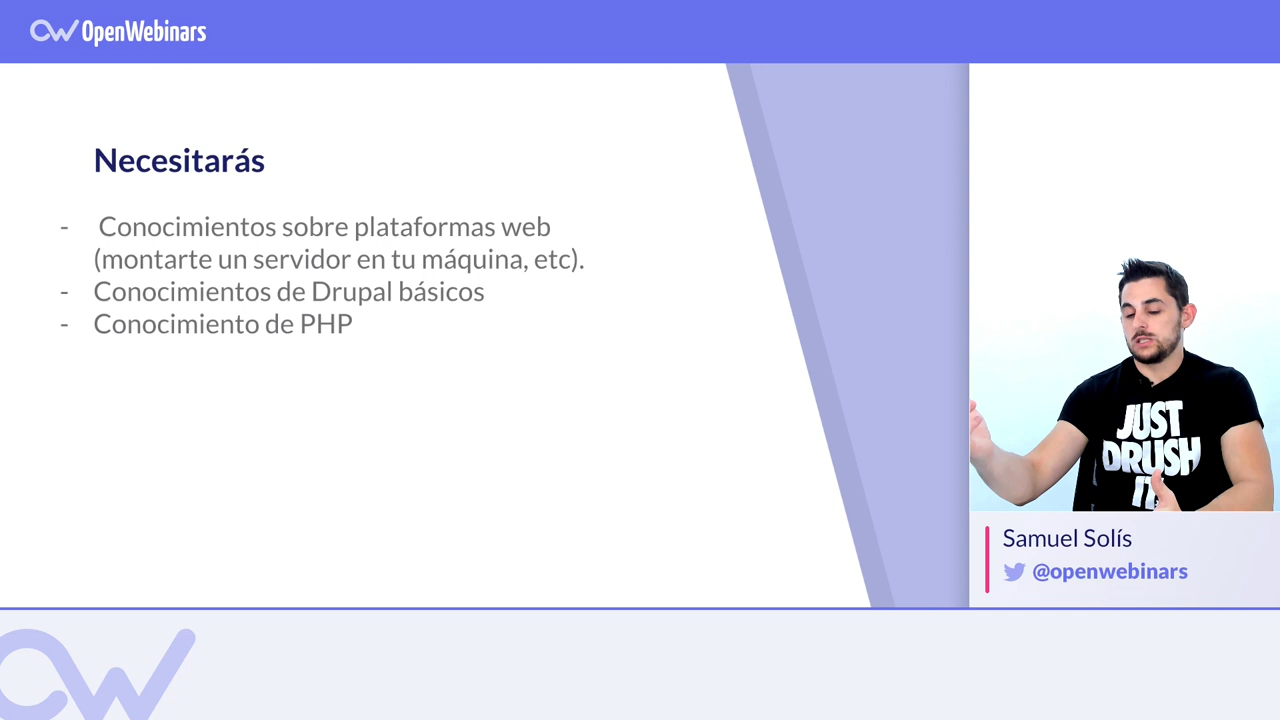 OpenWebinars
Necesitarás
- Conocimientos sobre plataformas web
(montarte un servidor en tu máquina, etc).
- Conocimientos de Drupal básicos
- Conocimiento de PHP
JUST
DRUSH
IT
Samuel Solís
@openwebinars